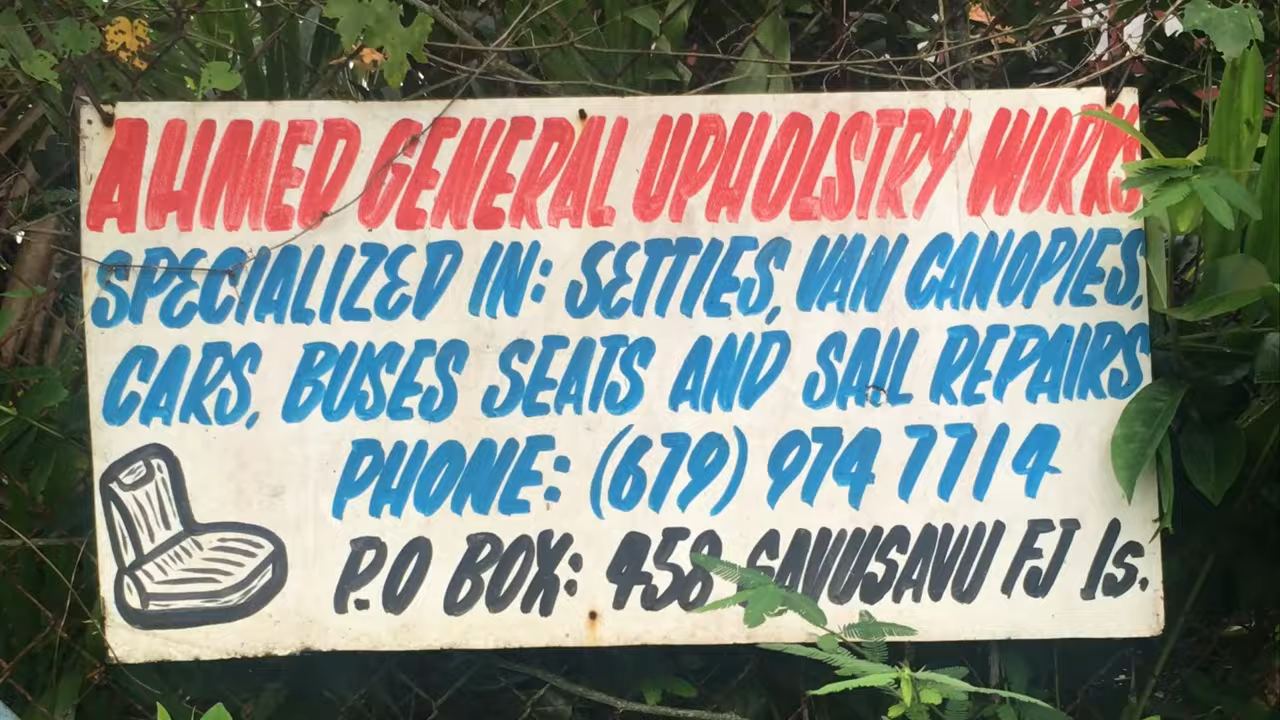 AHMED GENERAL UPHOLSTRY WORKS
SPECIALIZED IN: SETTIES, VAN CANOPIES,
CARS, BUSES SEATS AND SAIL REPAIRS
PHONE: (679) 974 7714
P.O BOX: 458 SAVUSAVU FJ Is.